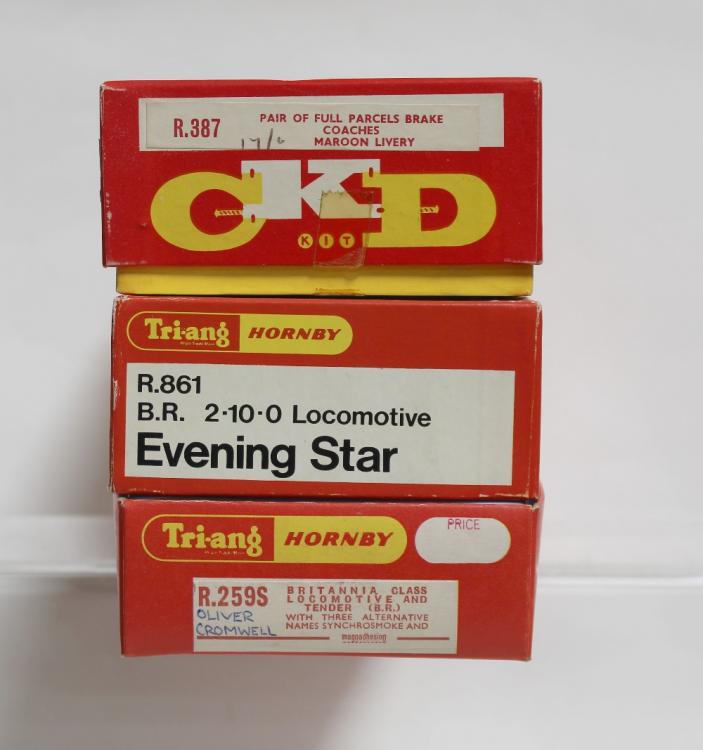 R.387
PAIR OF FULL PARCELS BRAKE
COACHES
MAROON LIVERY
17/6
CKD
KIT
Tri-ang HORNBY
R.861
B.R. 2-10-0 Locomotive
Evening Star
Tri-ang HORNBY
PRICE
R.259S
OLIVER
CROMWELL
BRITANNIA CLASS
LOCOMOTIVE AND
TENDER (B.R.)
WITH THREE ALTERNATIVE
NAMES SYNCHROSMOKE AND
magnadhesion